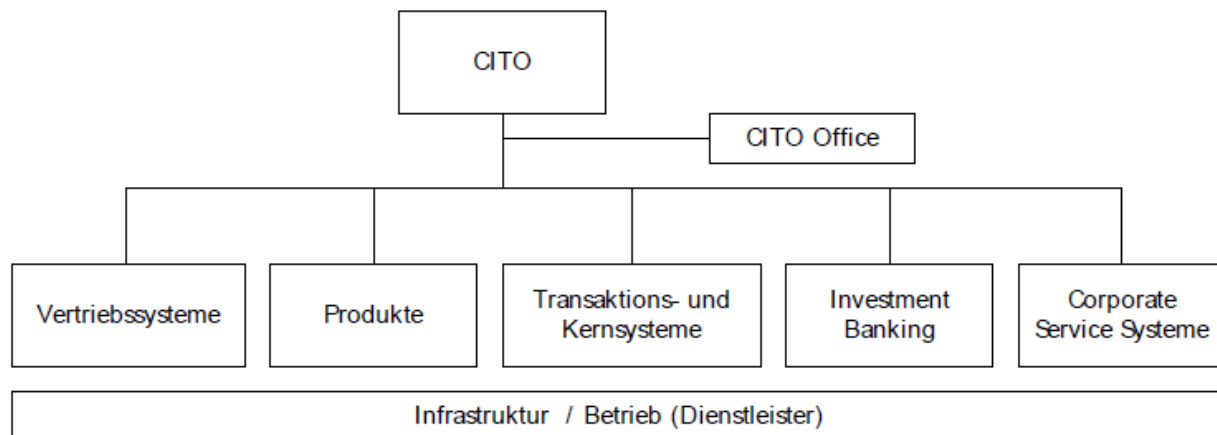 CITO
CITO Office
Vertriebssysteme
Produkte
Transaktions- und
Kernsysteme
Investment
Banking
Corporate
Service Systeme
Infrastruktur / Betrieb (Dienstleister)